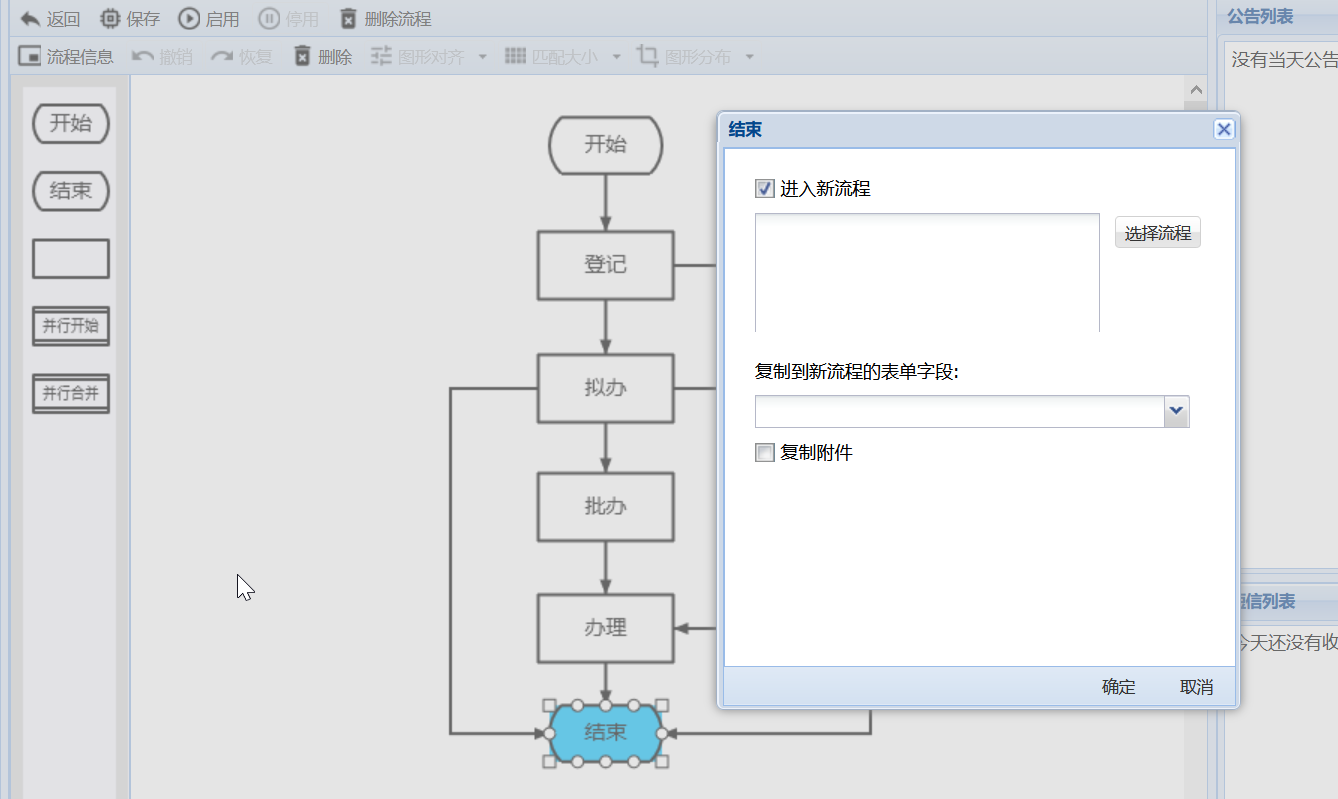 返回 保存 启用 停用 删除流程
流程信息 撤销 恢复 删除 图形对齐 匹配大小 图形分布
开始
结束
并行开始
并行合并
开始
登记
拟办
批办
办理
结束
结束
进入新流程
选择流程
复制到新流程的表单字段:
复制附件
确定 取消
公告列表
没有当天公告
信列表
今天还没有收